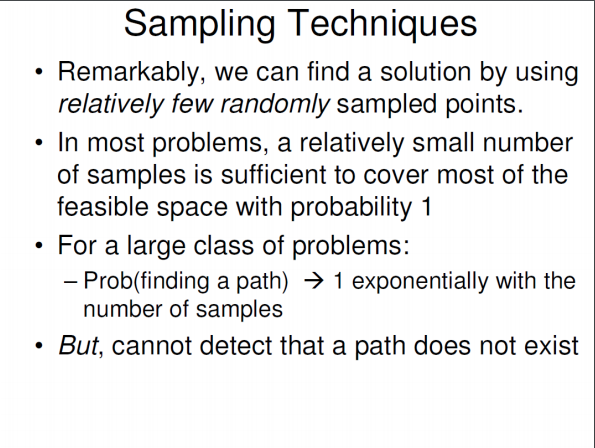 Sampling Techniques
• Remarkably, we can find a solution by using
relatively few randomly sampled points.
• In most problems, a relatively small number
of samples is sufficient to cover most of the
feasible space with probability 1
• For a large class of problems:
– Prob(finding a path) → 1 exponentially with the
number of samples
• But, cannot detect that a path does not exist